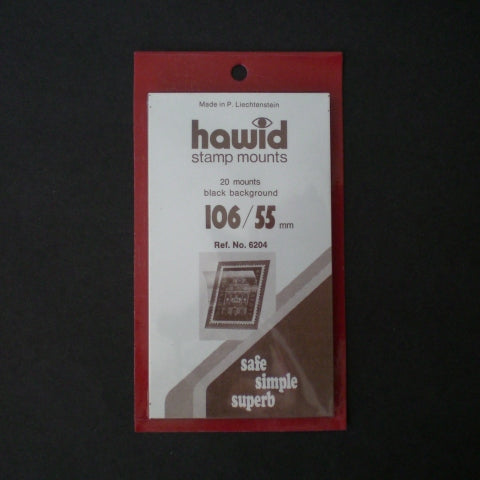 Made in P. Liechtenstein
hawid
stamp mounts
20 mounts
black background
106/55 mm
Ref. No. 6204
safe
simple
superb